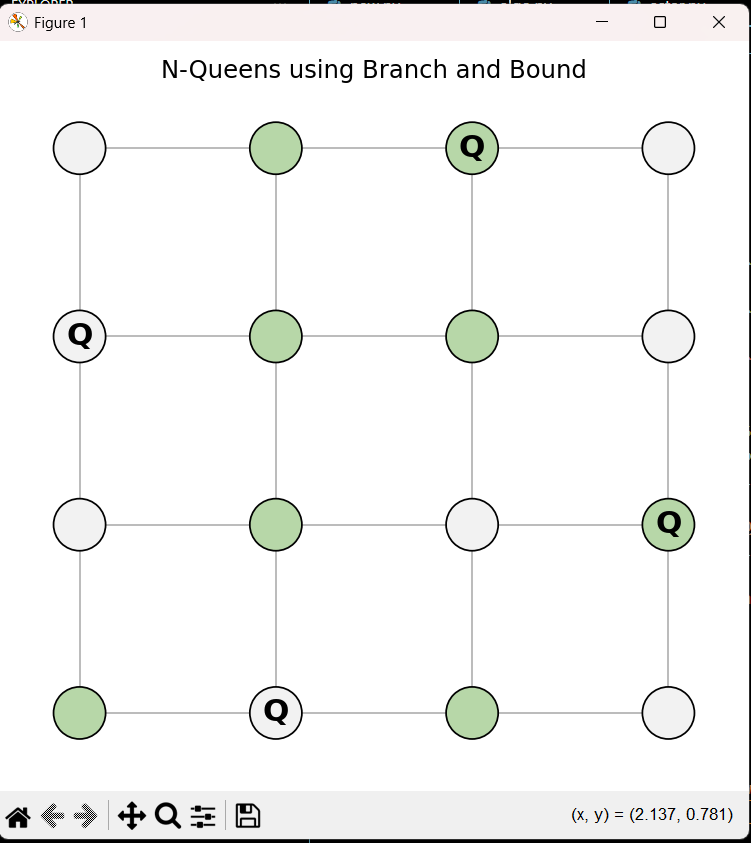 Figure 1
N-Queens using Branch and Bound
Q
Q
Q
Q
(x, y) = (2.137, 0.781)